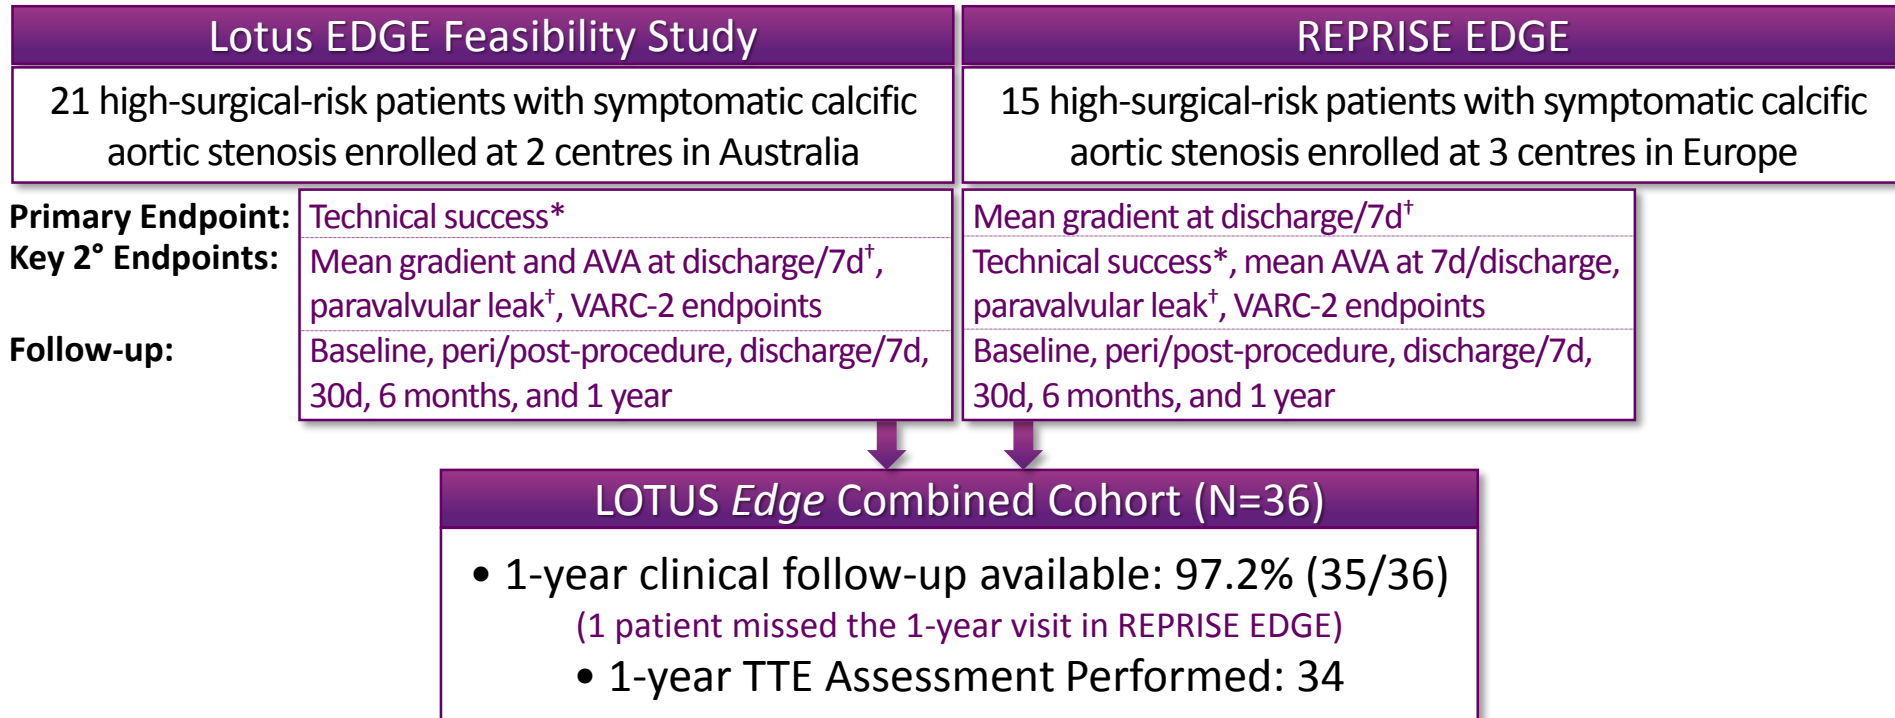 Lotus EDGE Feasibility Study
21 high-surgical-risk patients with symptomatic calcific
aortic stenosis enrolled at 2 centres in Australia
REPRISE EDGE
15 high-surgical-risk patients with symptomatic calcific
aortic stenosis enrolled at 3 centres in Europe
Primary Endpoint:
Technical success*
Mean gradient at discharge/7d†
Key 2° Endpoints:
Mean gradient and AVA at discharge/7d†,
paravalvular leak†, VARC-2 endpoints
Technical success*, mean AVA at 7d/discharge,
paravalvular leak†, VARC-2 endpoints
Follow-up:
Baseline, peri/post-procedure, discharge/7d,
30d, 6 months, and 1 year
Baseline, peri/post-procedure, discharge/7d,
30d, 6 months, and 1 year
LOTUS Edge Combined Cohort (N=36)
• 1-year clinical follow-up available: 97.2% (35/36)
(1 patient missed the 1-year visit in REPRISE EDGE)
• 1-year TTE Assessment Performed: 34